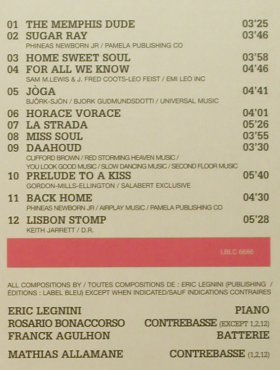 01 THE MEMPHIS DUDE 03'25
02 SUGAR RAY 03'46
PHINEAS NEWBORN JR / PAMELA PUBLISHING CO
03 HOME SWEET SOUL 03'58
04 FOR ALL WE KNOW 04'46
SAM M.LEWIS & J. FRED COOTS-LEO FEIST / EMI LEO INC
05 JÒGA 04'41
BJÖRK-SJÓN / BJORK GUDMUNDSDOTTI / UNIVERSAL MUSIC
06 HORACE VORACE 04'01
07 LA STRADA 05'26
08 MISS SOUL 03'55
09 DAAHOUD 03'30
CLIFFORD BROWN / RED STORMING HEAVEN MUSIC /
YOU LOOK GOOD MUSIC / SLOW DANCING MUSIC / SECOND FLOOR MUSIC
10 PRELUDE TO A KISS 05'40
GORDON-MILLS-ELLINGTON / SALABERT EXCLUSIVE
11 BACK HOME 04'30
PHINEAS NEWBORN JR / AIRPLAY MUSIC / PAMELA PUBLISHING CO
12 LISBON STOMP 05'28
KEITH JARRETT / D.R.
LBLC 6686
ALL COMPOSITIONS BY / TOUTES COMPOSITIONS DE : ERIC LEGNINI (PUBLISHING /
ÉDITIONS : LABEL BLEU) EXCEPT WHEN INDICATED/SAUF INDICATIONS CONTRAIRES
ERIC LEGNINI PIANO
ROSARIO BONACCORSO CONTREBASSE (EXCEPT 1,2,12)
FRANCK AGULHON BATTERIE
MATHIAS ALLAMANE CONTREBASSE (1,2,12)